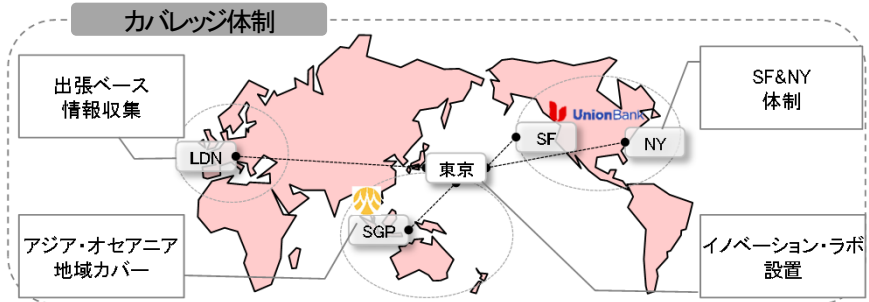 カバレッジ体制
出張ベース
情報収集
SF&NY
体制
UnionBank
LDN
東京
SF
NY
SGP
アジア・オセアニア
地域カバー
イノベーション・ラボ
設置